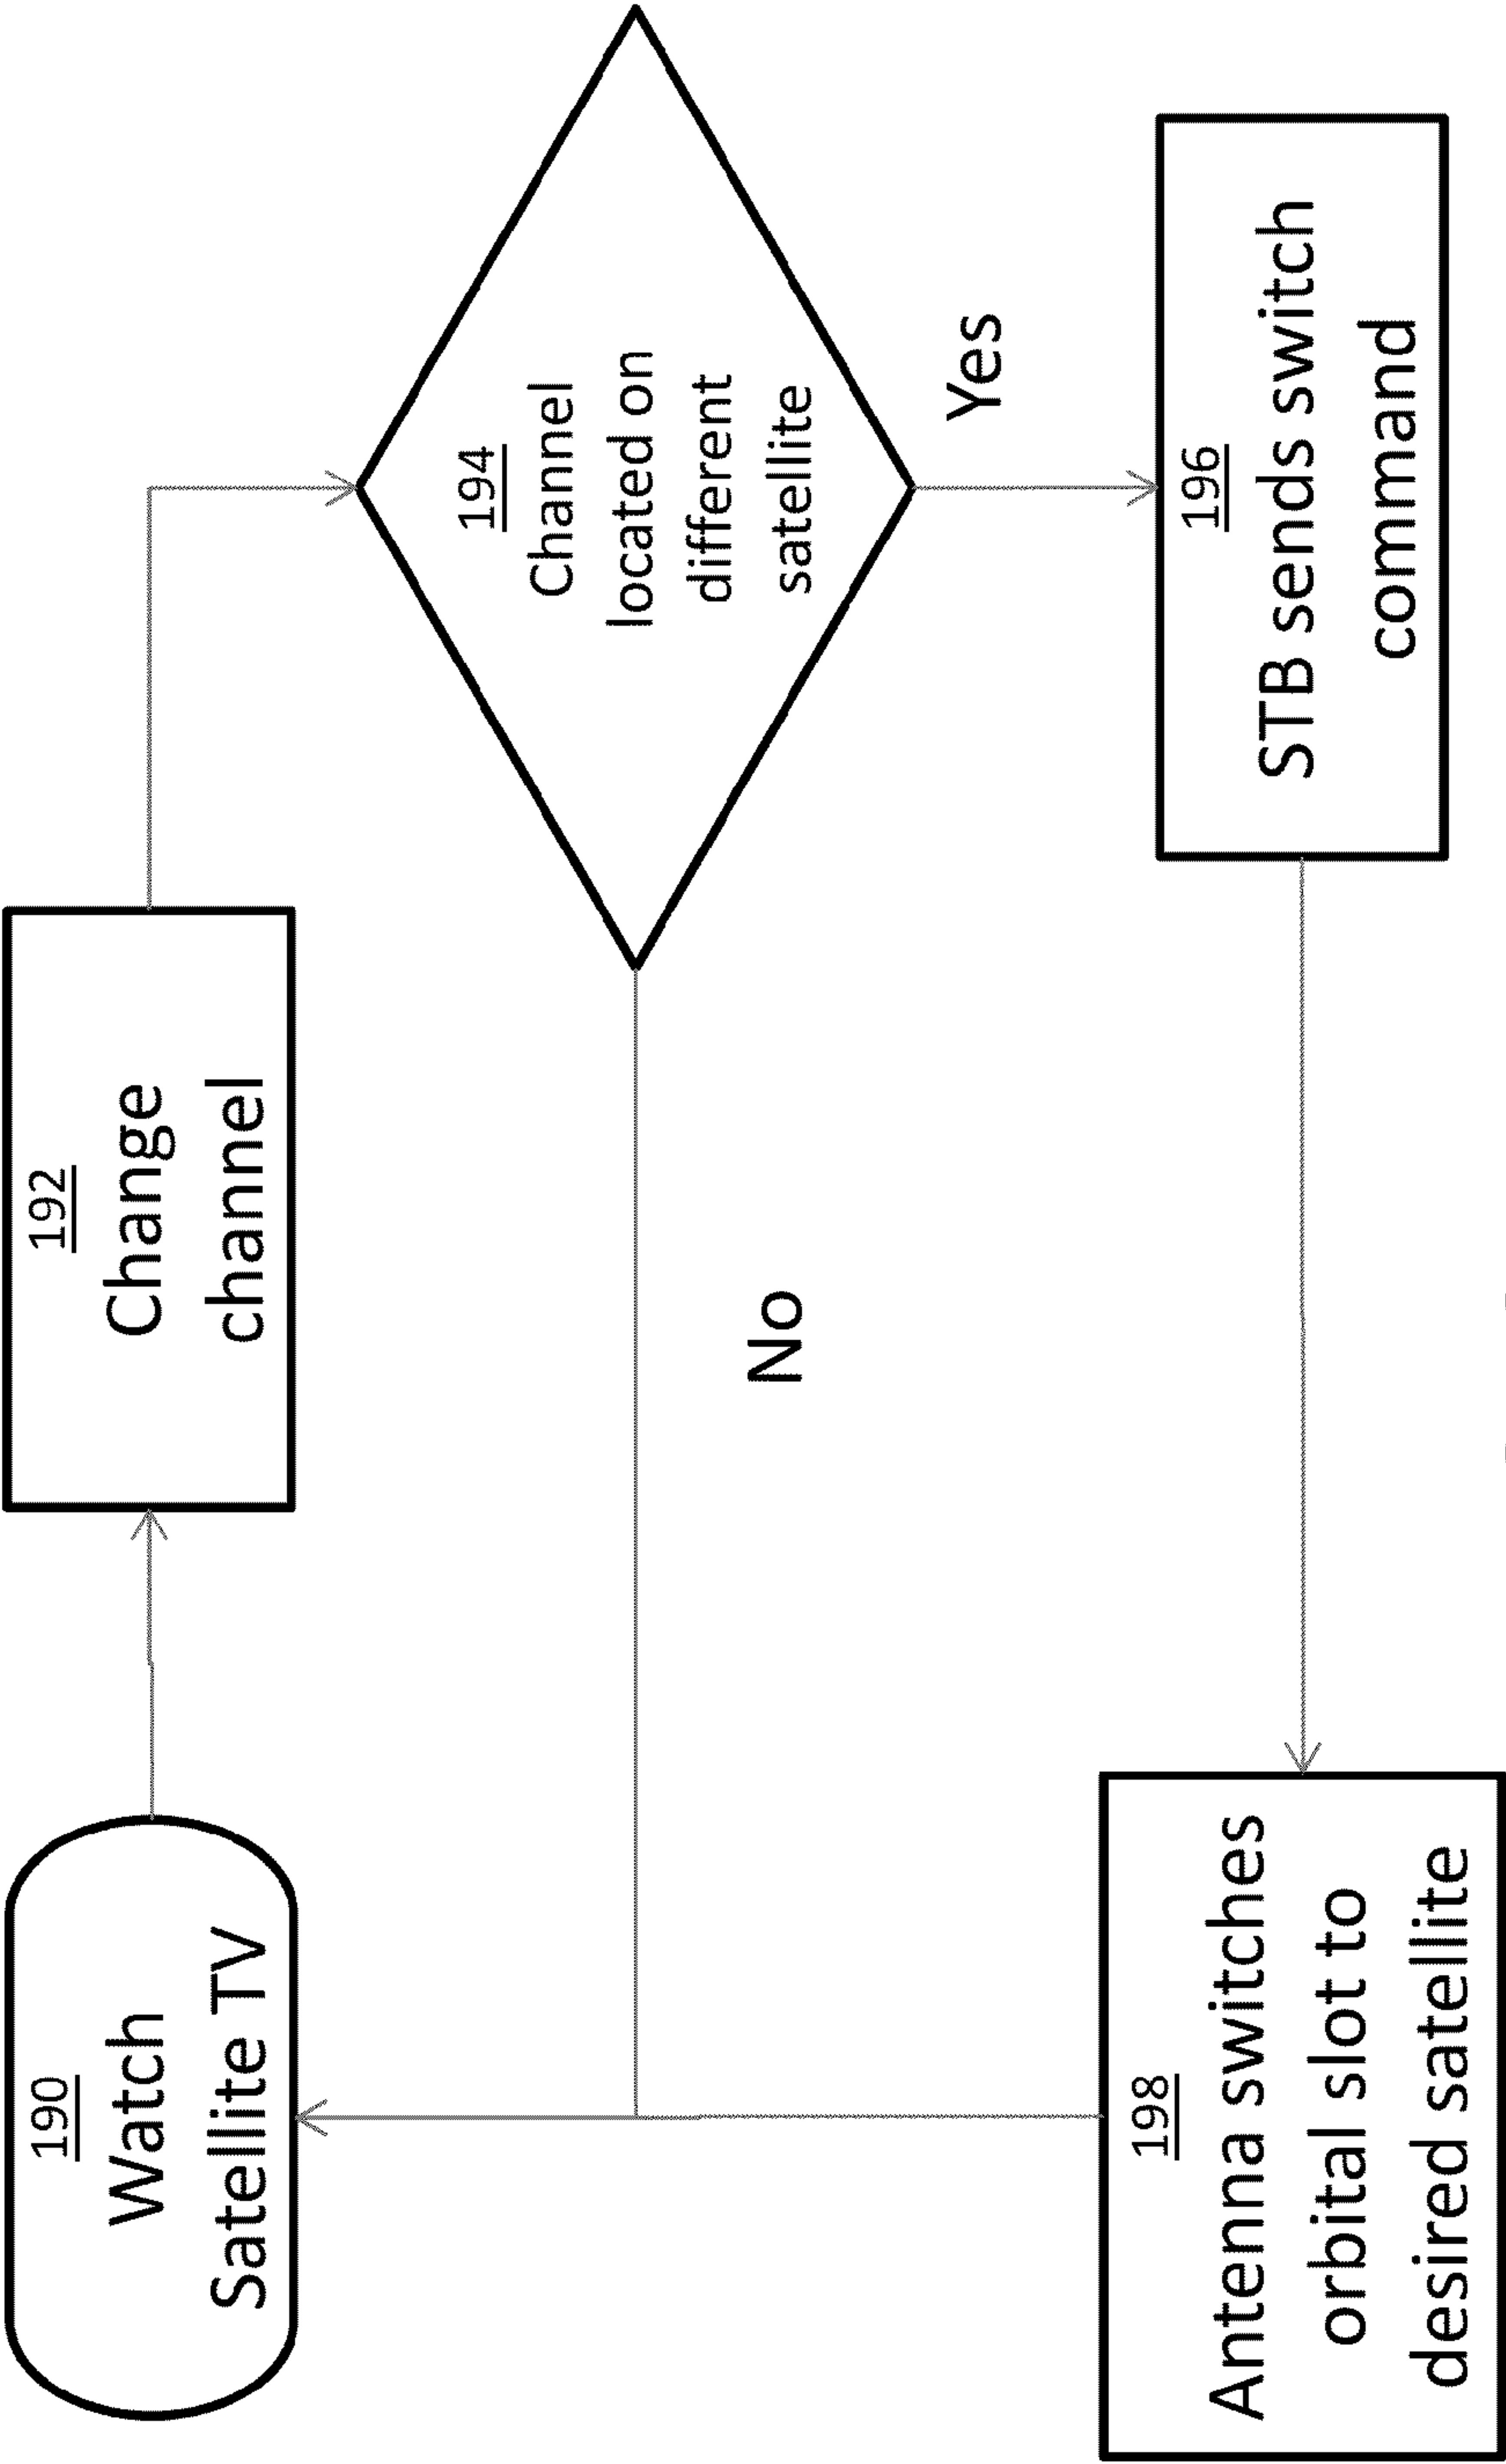 190
Watch
Satellite TV
192
Change
channel
194
Channel
located on
different
satellite
No
Yes
196
STB sends switch
command
198
Antenna switches
orbital slot to
desired satellite